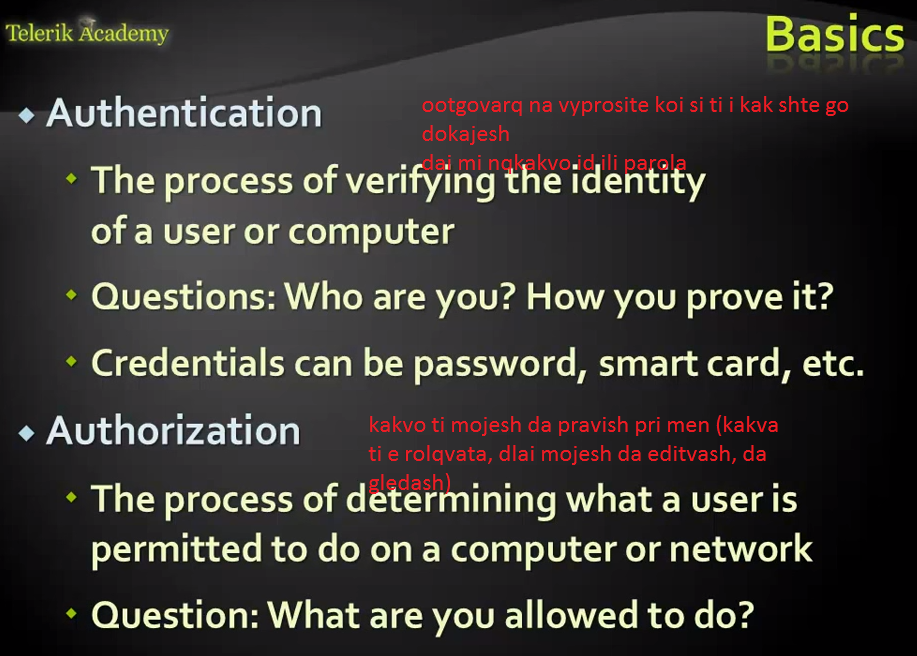 Telerik Academy
Basics
Authentication
ootgovarq na vyprosite koi si ti i kak shte go
dokajesh
dai mi nqkakvo id ili parola
The process of verifying the identity
of a user or computer
Questions: Who are you? How you prove it?
Credentials can be password, smart card, etc.
Authorization
kakvo ti mojesh da pravish pri men (kakva
ti e rolqvata, dlai mojesh da editvash, da
gledash)
The process of determining what a user is
permitted to do on a computer or network
Question: What are you allowed to do?